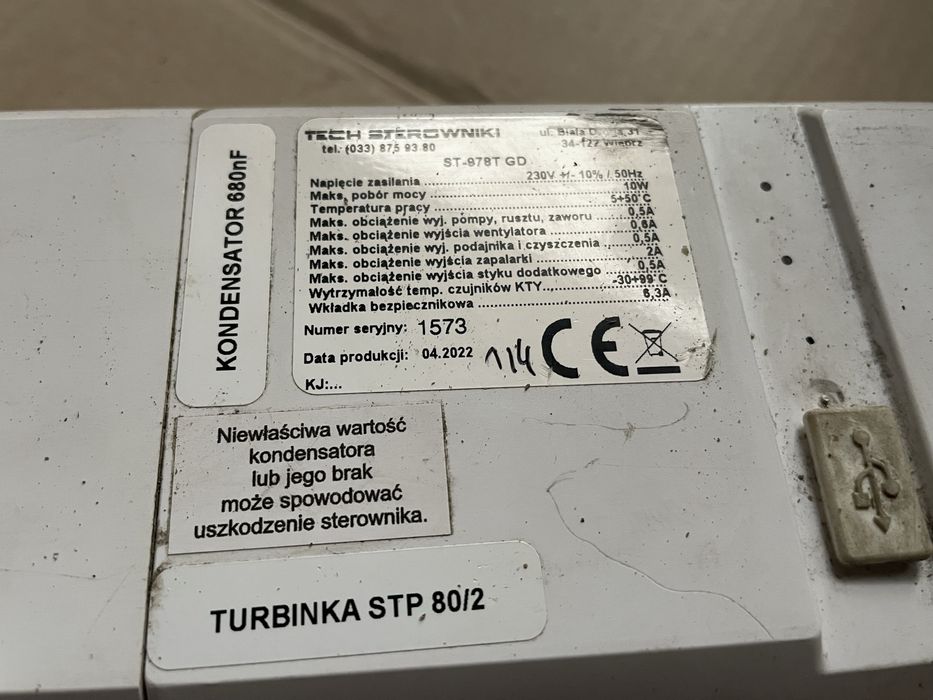 KONDENSATOR 680nF
TECH STEROWNIKI
tel. (033) 875 93 80
ul. Biała 31
34-122 Wieprz
ST-978T GD
Napięcie zasilania 230V +/- 10% / 50Hz
Maks. pobór mocy 10W
Temperatura pracy 5÷50˚C
Maks. obciążenie wyj. pompy, rusztu, zaworu 0,5A
Maks. obciążenie wyjścia wentylatora 0,6A
Maks. obciążenie wyj. podajnika i czyszczenia 0,5A
Maks. obciążenie wyjścia zapalarki 2A
Maks. obciążenie wyjścia styku dodatkowego 0,5A
Wytrzymałość temp. czujników KTY -30÷99˚C
Wkładka bezpiecznikowa 6,3A
Numer seryjny: 1573
Data produkcji: 04.2022 114
CE
KJ:...
Niewłaściwa wartość
kondensatora
lub jego brak
może spowodować
uszkodzenie sterownika.
TURBINKA STP 80/2